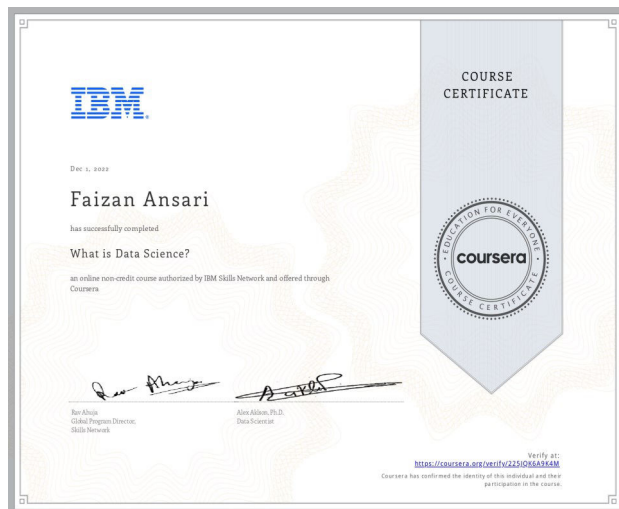 IBM
COURSE
CERTIFICATE
Dec 1, 2022
Faizan Ansari
has successfully completed
What is Data Science?
an online non-credit course authorized by IBM Skills Network and offered through
Coursera
EDUCATION FOR EVERYONE
coursera
COURSE CERTIFICATE
Rav Ahuja
Global Program Director,
Skills Network
Alex Aklson, Ph.D.
Data Scientist
Verify at:
https://coursera.org/verify/225JQK6A9K4M
Coursera has confirmed the identity of this individual and their
participation in the course.